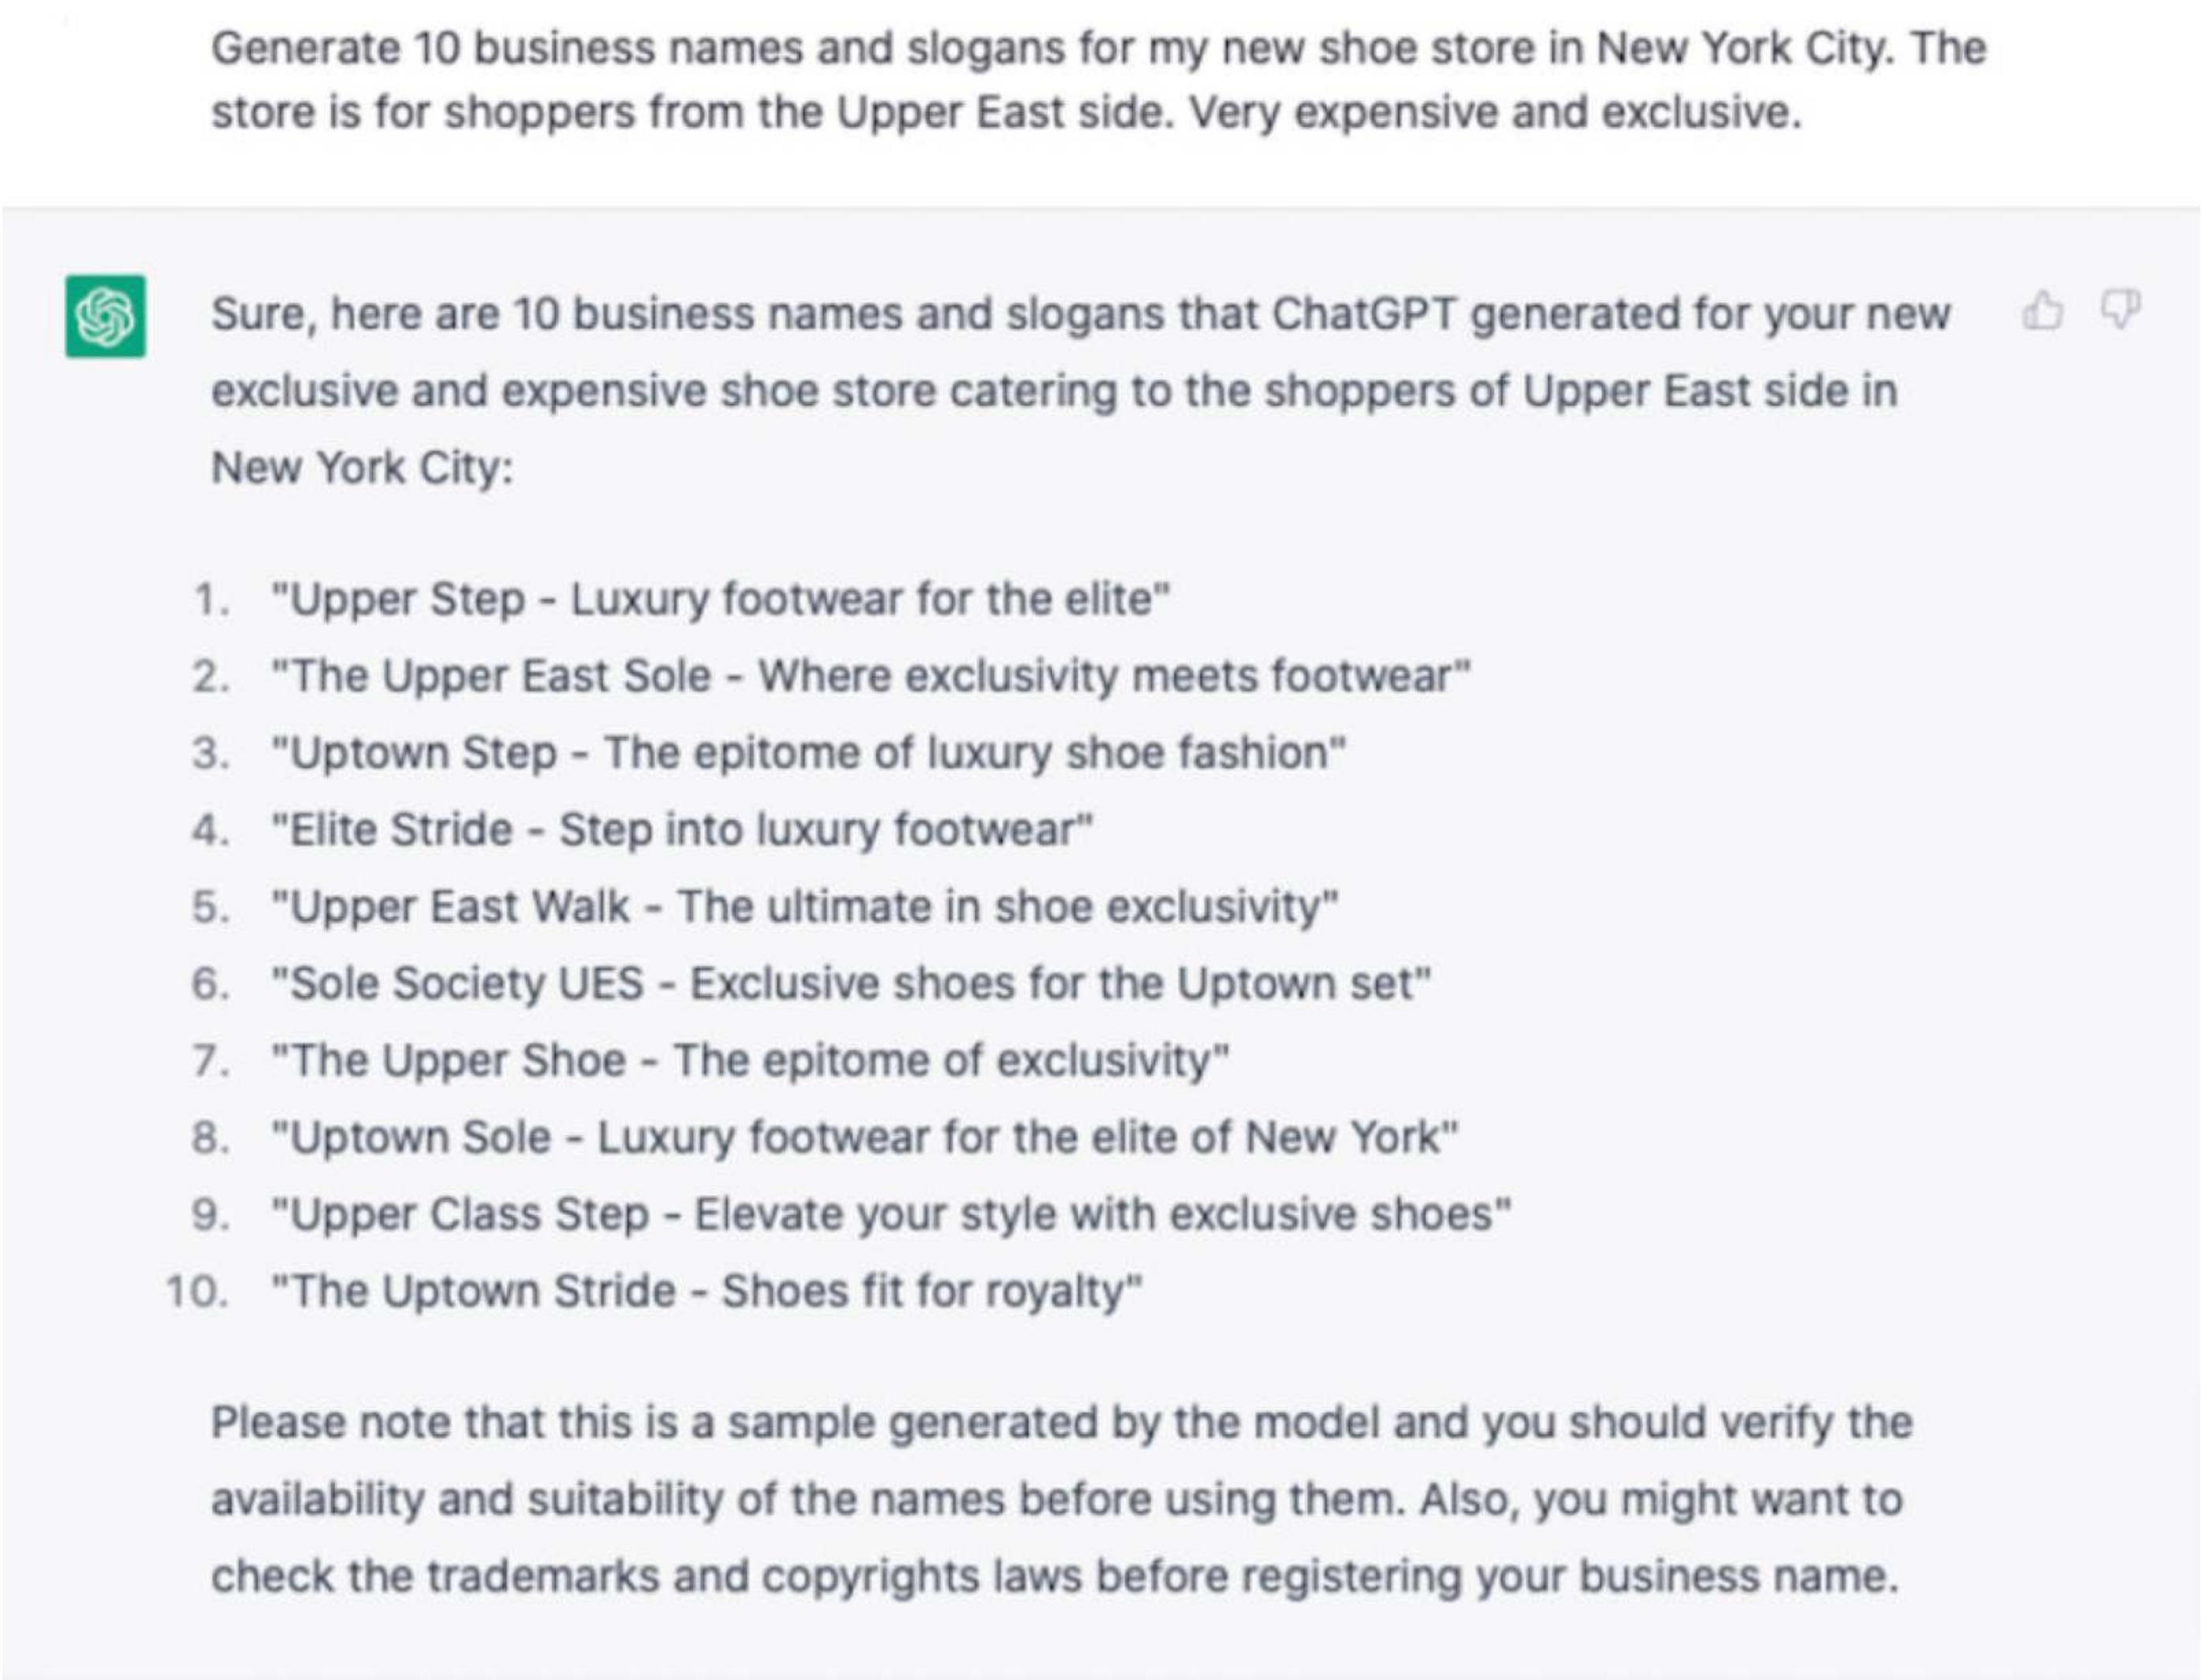 Generate 10 business names and slogans for my new shoe store in New York City. The
store is for shoppers from the Upper East side. Very expensive and exclusive.
Sure, here are 10 business names and slogans that ChatGPT generated for your new
exclusive and expensive shoe store catering to the shoppers of Upper East side in
New York City:
1. "Upper Step - Luxury footwear for the elite"
2. "The Upper East Sole - Where exclusivity meets footwear"
3. "Uptown Step - The epitome of luxury shoe fashion"
4. "Elite Stride - Step into luxury footwear"
5. "Upper East Walk - The ultimate in shoe exclusivity"
6. "Sole Society UES - Exclusive shoes for the Uptown set"
7. "The Upper Shoe - The epitome of exclusivity"
8. "Uptown Sole - Luxury footwear for the elite of New York"
9. "Upper Class Step - Elevate your style with exclusive shoes"
10. "The Uptown Stride - Shoes fit for royalty"
Please note that this is a sample generated by the model and you should verify the
availability and suitability of the names before using them. Also, you might want to
check the trademarks and copyrights laws before registering your business name.